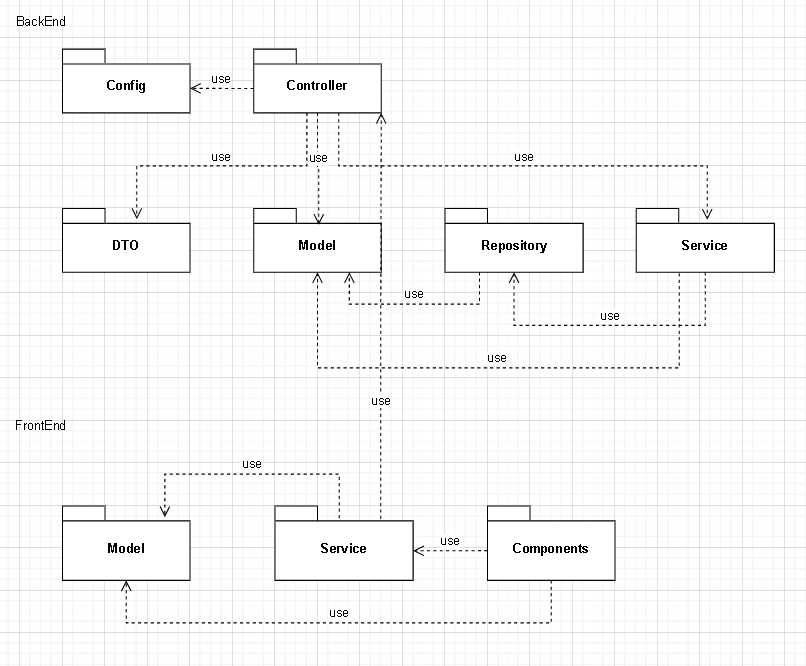 BackEnd
Config
use
Controller
use
use
use
DTO
Model
Repository
Service
use
use
use
use
FrontEnd
use
Model
Service
use
Components
use